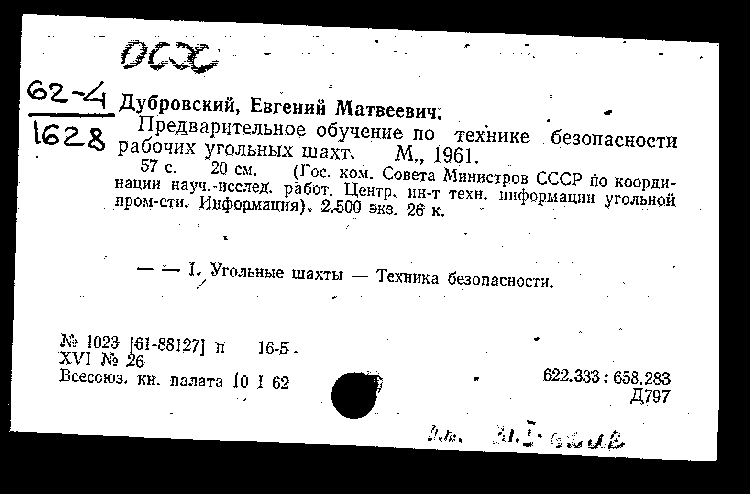 ОСХ
62-4
1628
Дубровский, Евгений Матвеевич.
Предварительное обучение по технике безопасности
рабочих угольных шахт. М., 1961.
57 с. 20 см. (Гос. ком. Совета Министров СССР по коорди-
нации науч.-исслед. работ. Центр. ин-т техн. информации угольной
пром-сти. Информация). 2.500 экз. 26 к.
— — I. Угольные шахты — Техника безопасности.
№ 1023 [61-88127] п 16-5
XVI № 26
Всесоюз. кн. палата 10 I 62
622.333 : 658.283
Д797